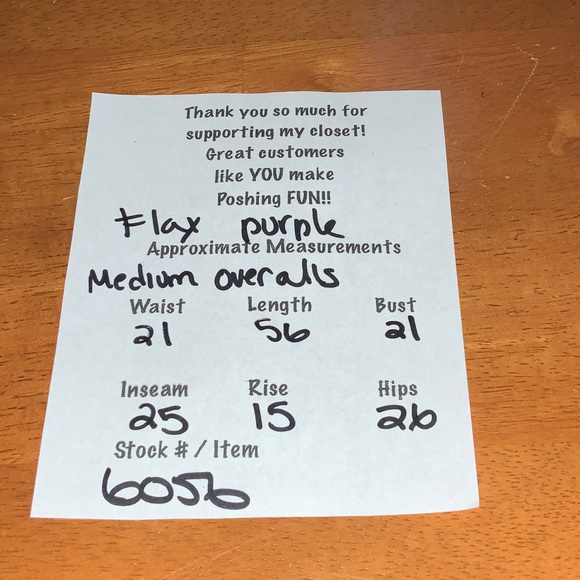 Thank you so much for
supporting my closet!
Great customers
like YOU make
Poshing FUN!!
Flax purple
Approximate Measurements
Medium overalls
Waist Length Bust
21 56 21
Inseam Rise Hips
25 15 26
Stock # / Item
6056